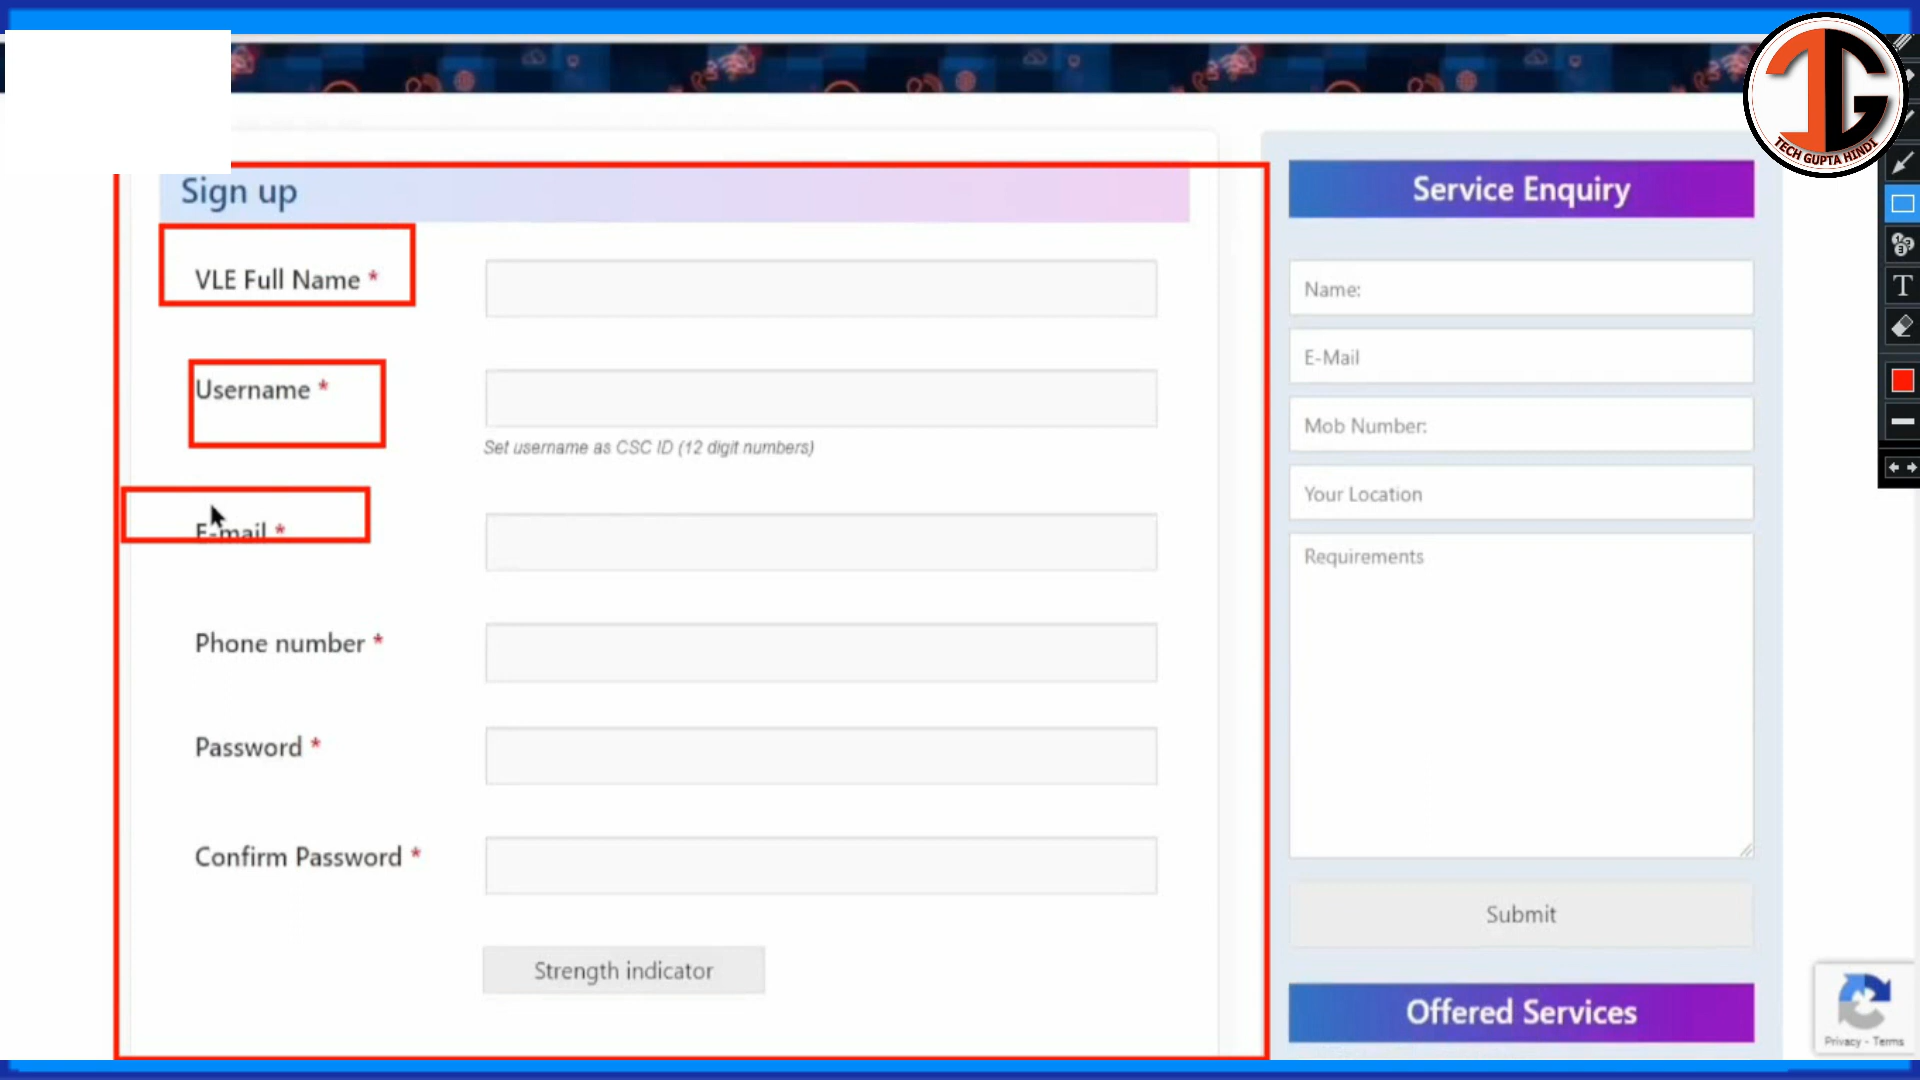 TECH GUPTA HINDI
Sign up
VLE Full Name *
Username *
Set username as CSC ID (12 digit numbers)
E-mail *
Phone number *
Password *
Confirm Password *
Strength indicator
Service Enquiry
Name:
E-Mail
Mob Number:
Your Location
Requirements
Submit
Offered Services
Privacy - Terms
T